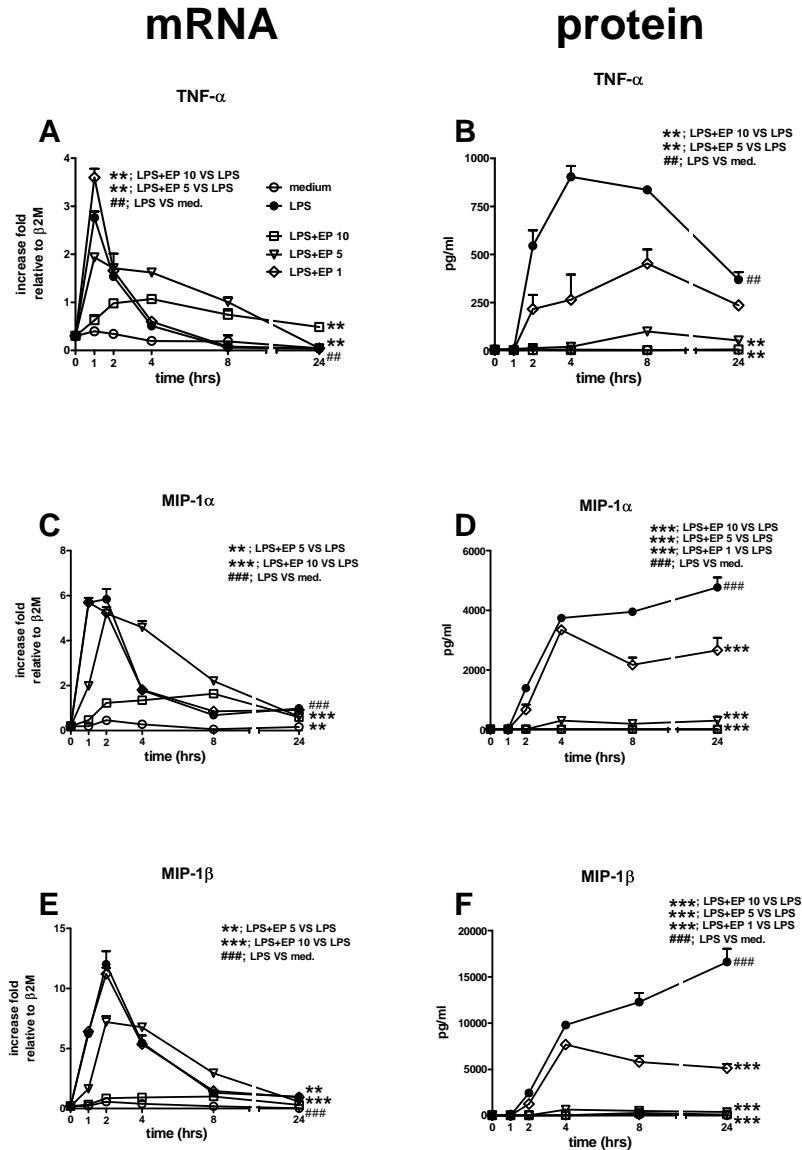 mRNA
protein
TNF-α
A
**; LPS+EP 10 VS LPS
**; LPS+EP 5 VS LPS
##; LPS VS med.
medium
LPS
LPS+EP 10
LPS+EP 5
LPS+EP 1
increase fold
relative to β2M
4
3
2
1
0
0 1 2 4 8 24
time (hrs)
**
**
##
TNF-α
B
**; LPS+EP 10 VS LPS
**; LPS+EP 5 VS LPS
##; LPS VS med.
pg/ml
1000
750
500
250
0
0 1 2 4 8 24
time (hrs)
##
**
**
MIP-1α
C
**; LPS+EP 5 VS LPS
***; LPS+EP 10 VS LPS
###; LPS VS med.
increase fold
relative to β2M
8
6
4
2
0
0 1 2 4 8 24
time (hrs)
###
***
**
MIP-1α
D
***; LPS+EP 10 VS LPS
***; LPS+EP 5 VS LPS
***; LPS+EP 1 VS LPS
###; LPS VS med.
pg/ml
6000
4000
2000
0
0 1 2 4 8 24
time (hrs)
###
***
***
***
MIP-1β
E
**; LPS+EP 5 VS LPS
***; LPS+EP 10 VS LPS
###; LPS VS med.
increase fold
relative to β2M
15
10
5
0
0 1 2 4 8 24
time (hrs)
**
***
###
MIP-1β
F
***; LPS+EP 10 VS LPS
***; LPS+EP 5 VS LPS
***; LPS+EP 1 VS LPS
###; LPS VS med.
pg/ml
20000
15000
10000
5000
0
0 1 2 4 8 24
time (hrs)
###
***
***
***